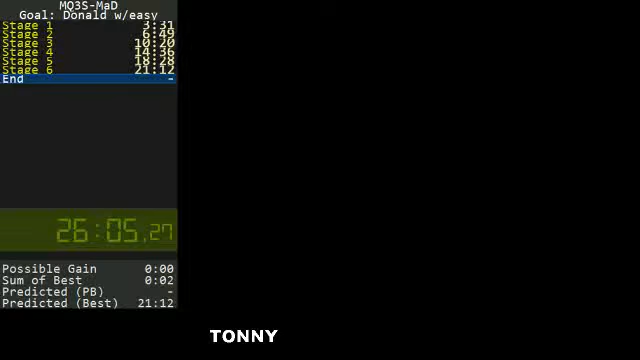 MQ3S-MaD
Goal: Donald w/easy
Stage 1 3:31
Stage 2 6:49
Stage 3 10:20
Stage 4 14:36
Stage 5 18:28
Stage 6 21:12
End -
26:05.27
Possible Gain 0:00
Sum of Best 0:02
Predicted (PB) -
Predicted (Best) 21:12
TONNY